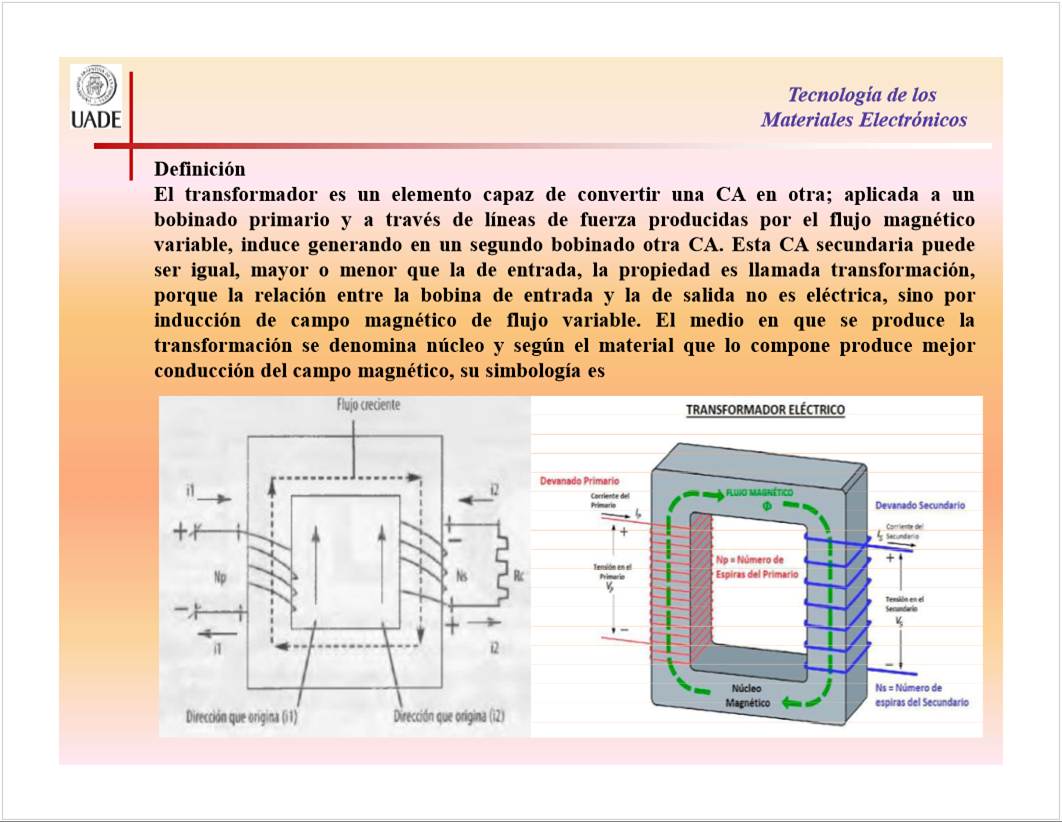 UADE
Tecnología de los
Materiales Electrónicos
Definición
El transformador es un elemento capaz de convertir una CA en otra; aplicada a un
bobinado primario y a través de líneas de fuerza producidas por el flujo magnético
variable, induce generando en un segundo bobinado otra CA. Esta CA secundaria puede
ser igual, mayor o menor que la de entrada, la propiedad es llamada transformación,
porque la relación entre la bobina de entrada y la de salida no es eléctrica, sino por
inducción de campo magnético de flujo variable. El medio en que se produce la
transformación se denomina núcleo y según el material que lo compone produce mejor
conducción del campo magnético, su simbología es
Flujo creciente
i1
i2
+
−
Np
Ns
Rc
−
+
i1
i2
Dirección que origina (i1)
Dirección que origina (i2)
TRANSFORMADOR ELÉCTRICO
Devanado Primario
Corriente del
Primario
+
Tensión en el
Primario
−
FLUJO MAGNÉTICO
Φ
Np = Número de
Espiras del Primario
Núcleo
Magnético
Devanado Secundario
Corriente del
Secundario
+
Tensión en el
Secundario
−
Ns = Número de
espiras del Secundario